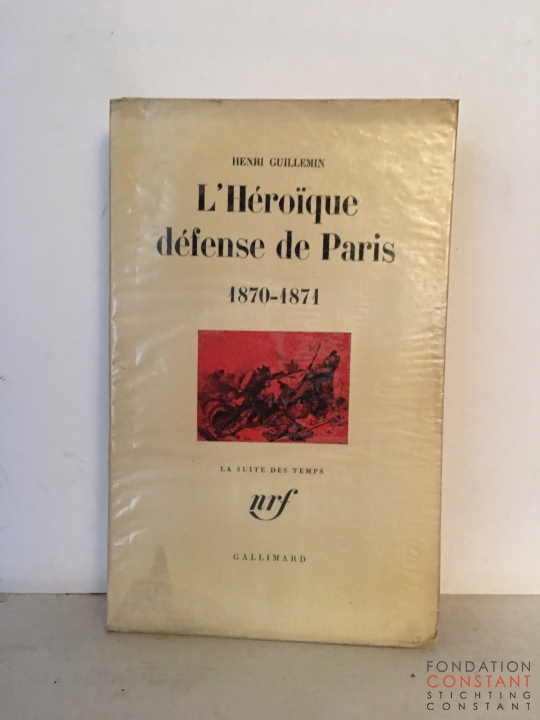 HENRI GUILLEMIN
L'Héroïque
défense de Paris
1870-1871
LA SUITE DES TEMPS
nrf
GALLIMARD
FONDATION
CONSTANT
STICHTING
CONSTANT